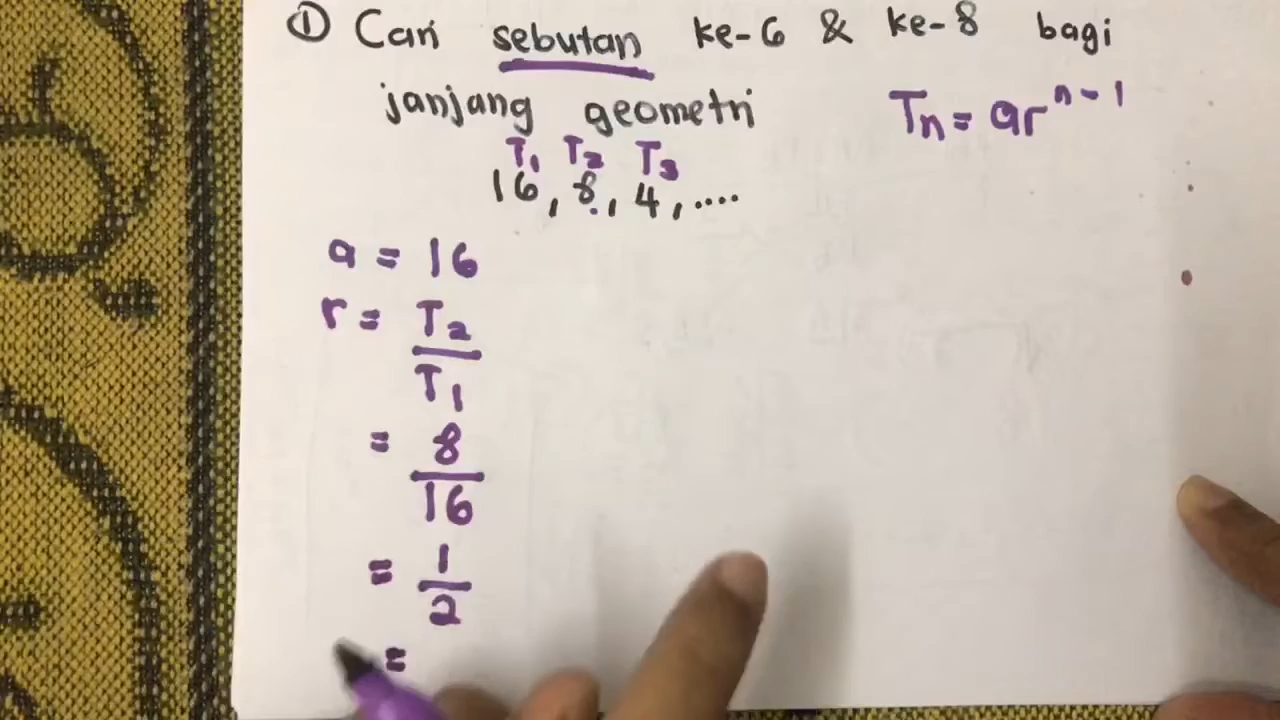 ① Cari sebutan ke-6 & ke-8 bagi
janjang geometri
Tn = ar^n-1
T1 T2 T3
16, 8, 4, ....
a = 16
r = T2/T1
= 8/16
= 1/2
=